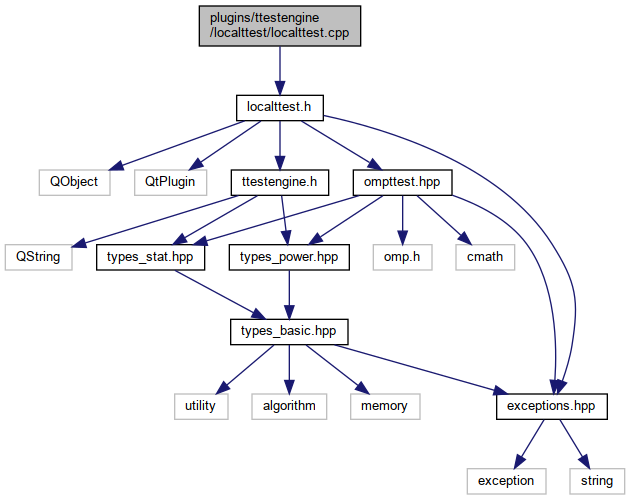 plugins/ttestengine
/localttest/localttest.cpp
localttest.h
QObject
QtPlugin
ttestengine.h
ompttest.hpp
QString
types_stat.hpp
types_power.hpp
omp.h
cmath
types_basic.hpp
utility
algorithm
memory
exceptions.hpp
exception
string